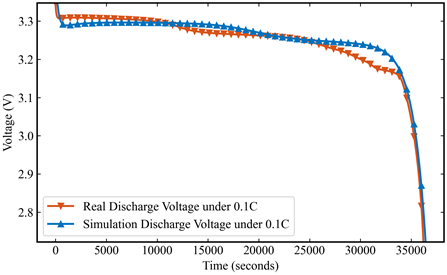 3.3
3.2
3.1
3.0
2.9
2.8
Voltage (V)
Real Discharge Voltage under 0.1C
Simulation Discharge Voltage under 0.1C
0 5000 10000 15000 20000 25000 30000 35000
Time (seconds)